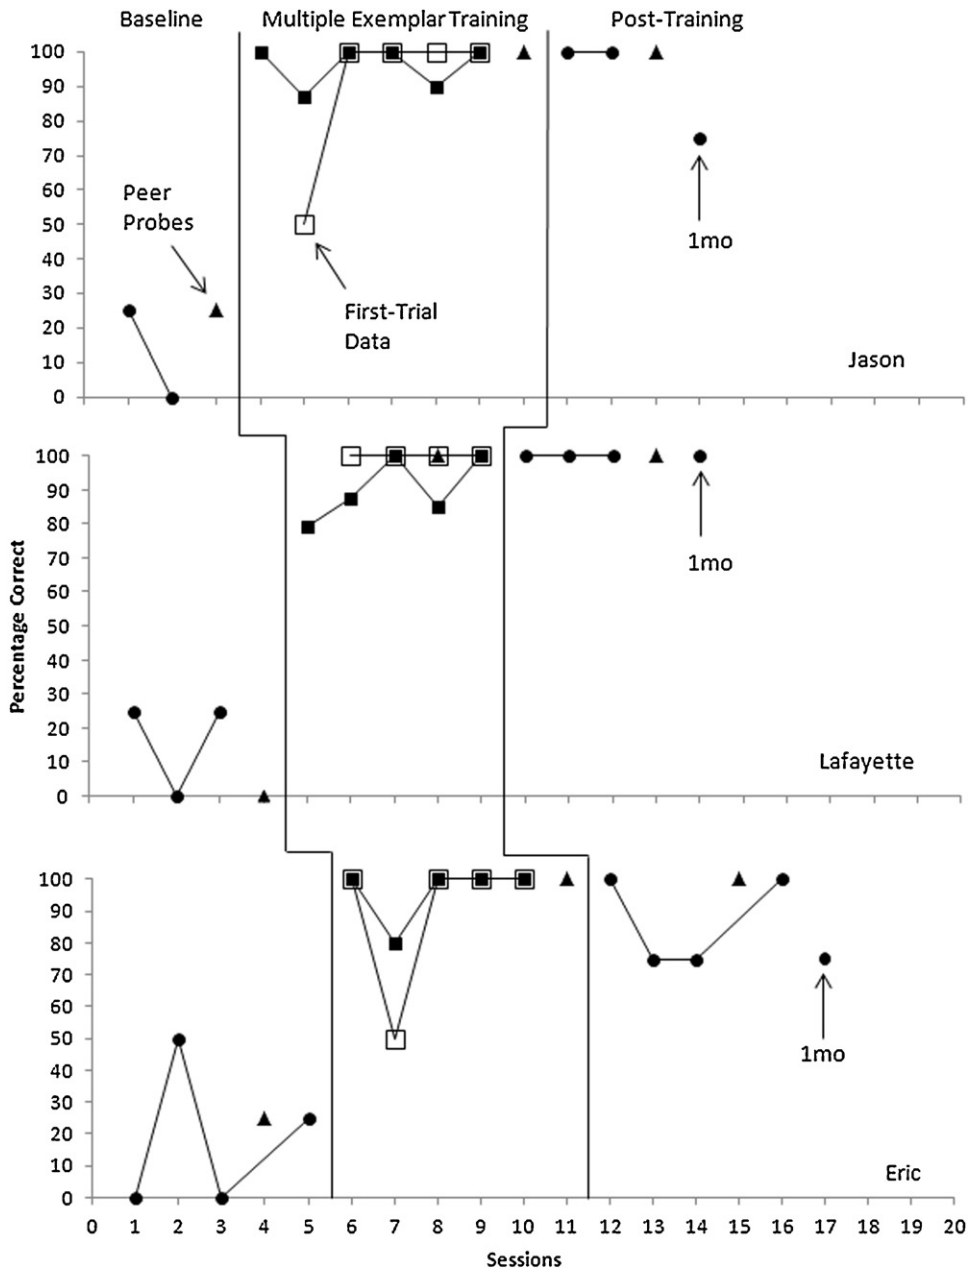 Baseline
Multiple Exemplar Training
Post-Training
100
90
80
70
60
50
40
30
20
10
0
Peer
Probes
First-Trial
Data
1mo
Jason
Percentage Correct
100
90
80
70
60
50
40
30
20
10
0
1mo
Lafayette
100
90
80
70
60
50
40
30
20
10
0
1mo
Eric
0 1 2 3 4 5 6 7 8 9 10 11 12 13 14 15 16 17 18 19 20
Sessions